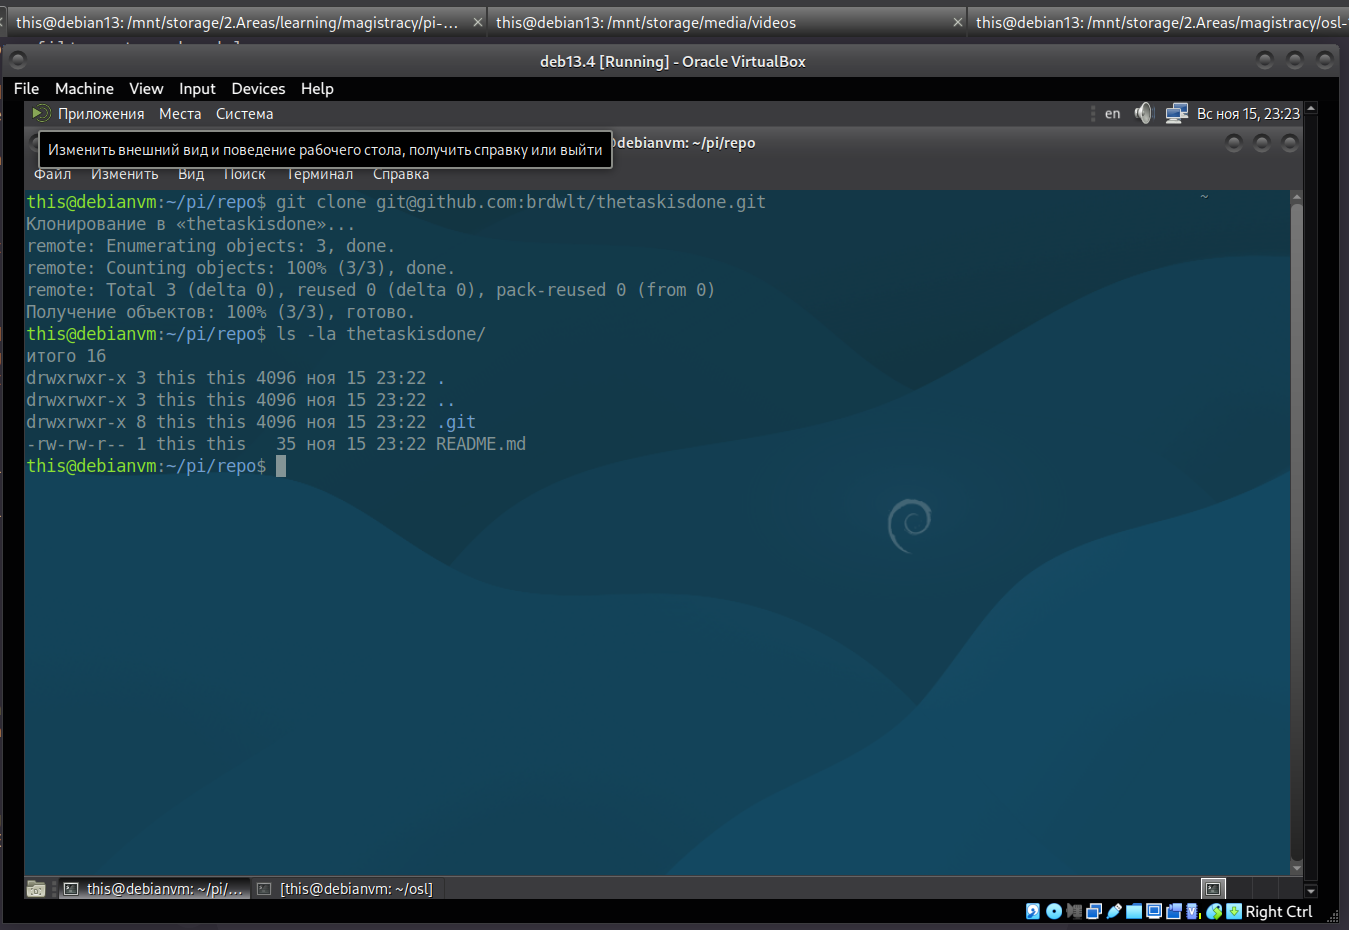 this@debian13: /mnt/storage/2.Areas/learning/magistracy/pi-...
this@debian13: /mnt/storage/media/videos
this@debian13: /mnt/storage/2.Areas/magistracy/osl-
deb13.4 [Running] - Oracle VirtualBox
File Machine View Input Devices Help
Приложения Места Система
en Вс ноя 15, 23:23
Изменить внешний вид и поведение рабочего стола, получить справку или выйти
debianvm: ~/pi/repo
Файл Изменить Вид Поиск Терминал Справка
this@debianvm:~/pi/repo$ git clone git@github.com:brdwlt/thetaskisdone.git
~
Клонирование в «thetaskisdone»...
remote: Enumerating objects: 3, done.
remote: Counting objects: 100% (3/3), done.
remote: Total 3 (delta 0), reused 0 (delta 0), pack-reused 0 (from 0)
Получение объектов: 100% (3/3), готово.
this@debianvm:~/pi/repo$ ls -la thetaskisdone/
итого 16
drwxrwxr-x 3 this this 4096 ноя 15 23:22 .
drwxrwxr-x 3 this this 4096 ноя 15 23:22 ..
drwxrwxr-x 8 this this 4096 ноя 15 23:22 .git
-rw-rw-r-- 1 this this   35 ноя 15 23:22 README.md
this@debianvm:~/pi/repo$
this@debianvm: ~/pi/...
[this@debianvm: ~/osl]
Right Ctrl